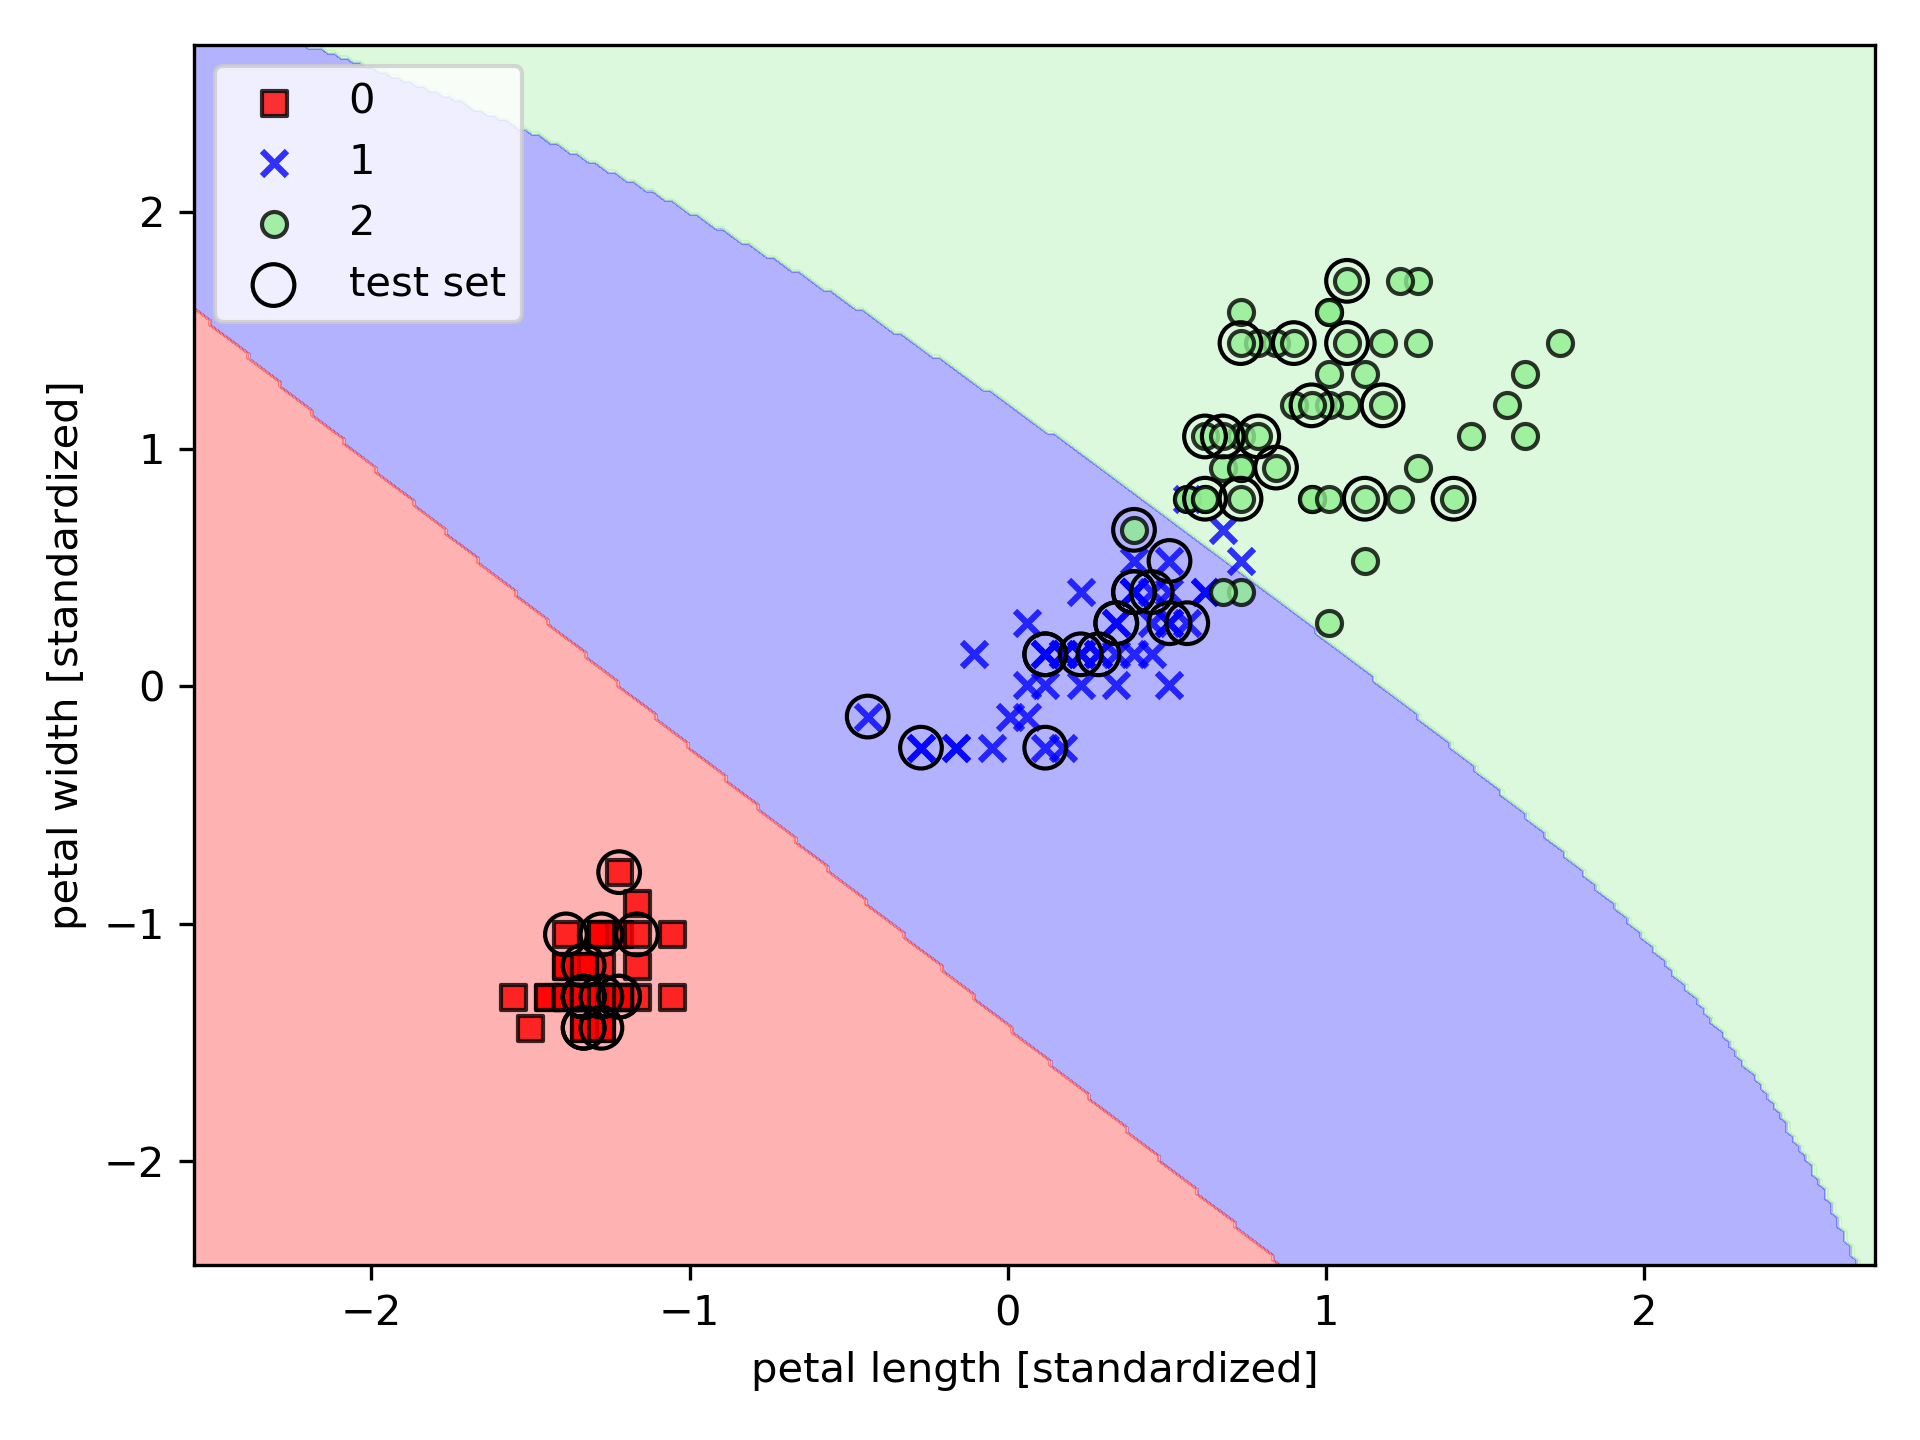 0
1
2
test set
2
1
0
−1
−2
petal width [standardized]
−2 −1 0 1 2
petal length [standardized]